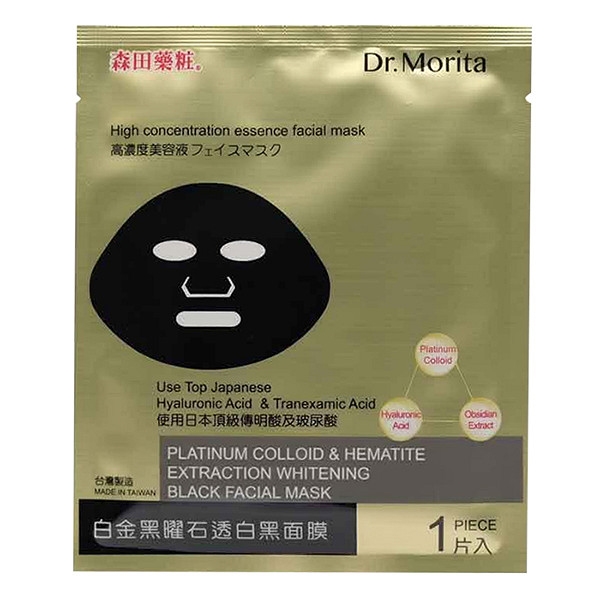 森田藥粧®
Dr.Morita
High concentration essence facial mask
高濃度美容液フェイスマスク
Platinum
Colloid
Hyaluronic
Acid
Obsidian
Extract
Use Top Japanese
Hyaluronic Acid & Tranexamic Acid
使用日本頂級傳明酸及玻尿酸
PLATINUM COLLOID & HEMATITE
EXTRACTION WHITENING
BLACK FACIAL MASK
台灣製造
MADE IN TAIWAN
白金黑曜石透白黑面膜
1 PIECE
片入